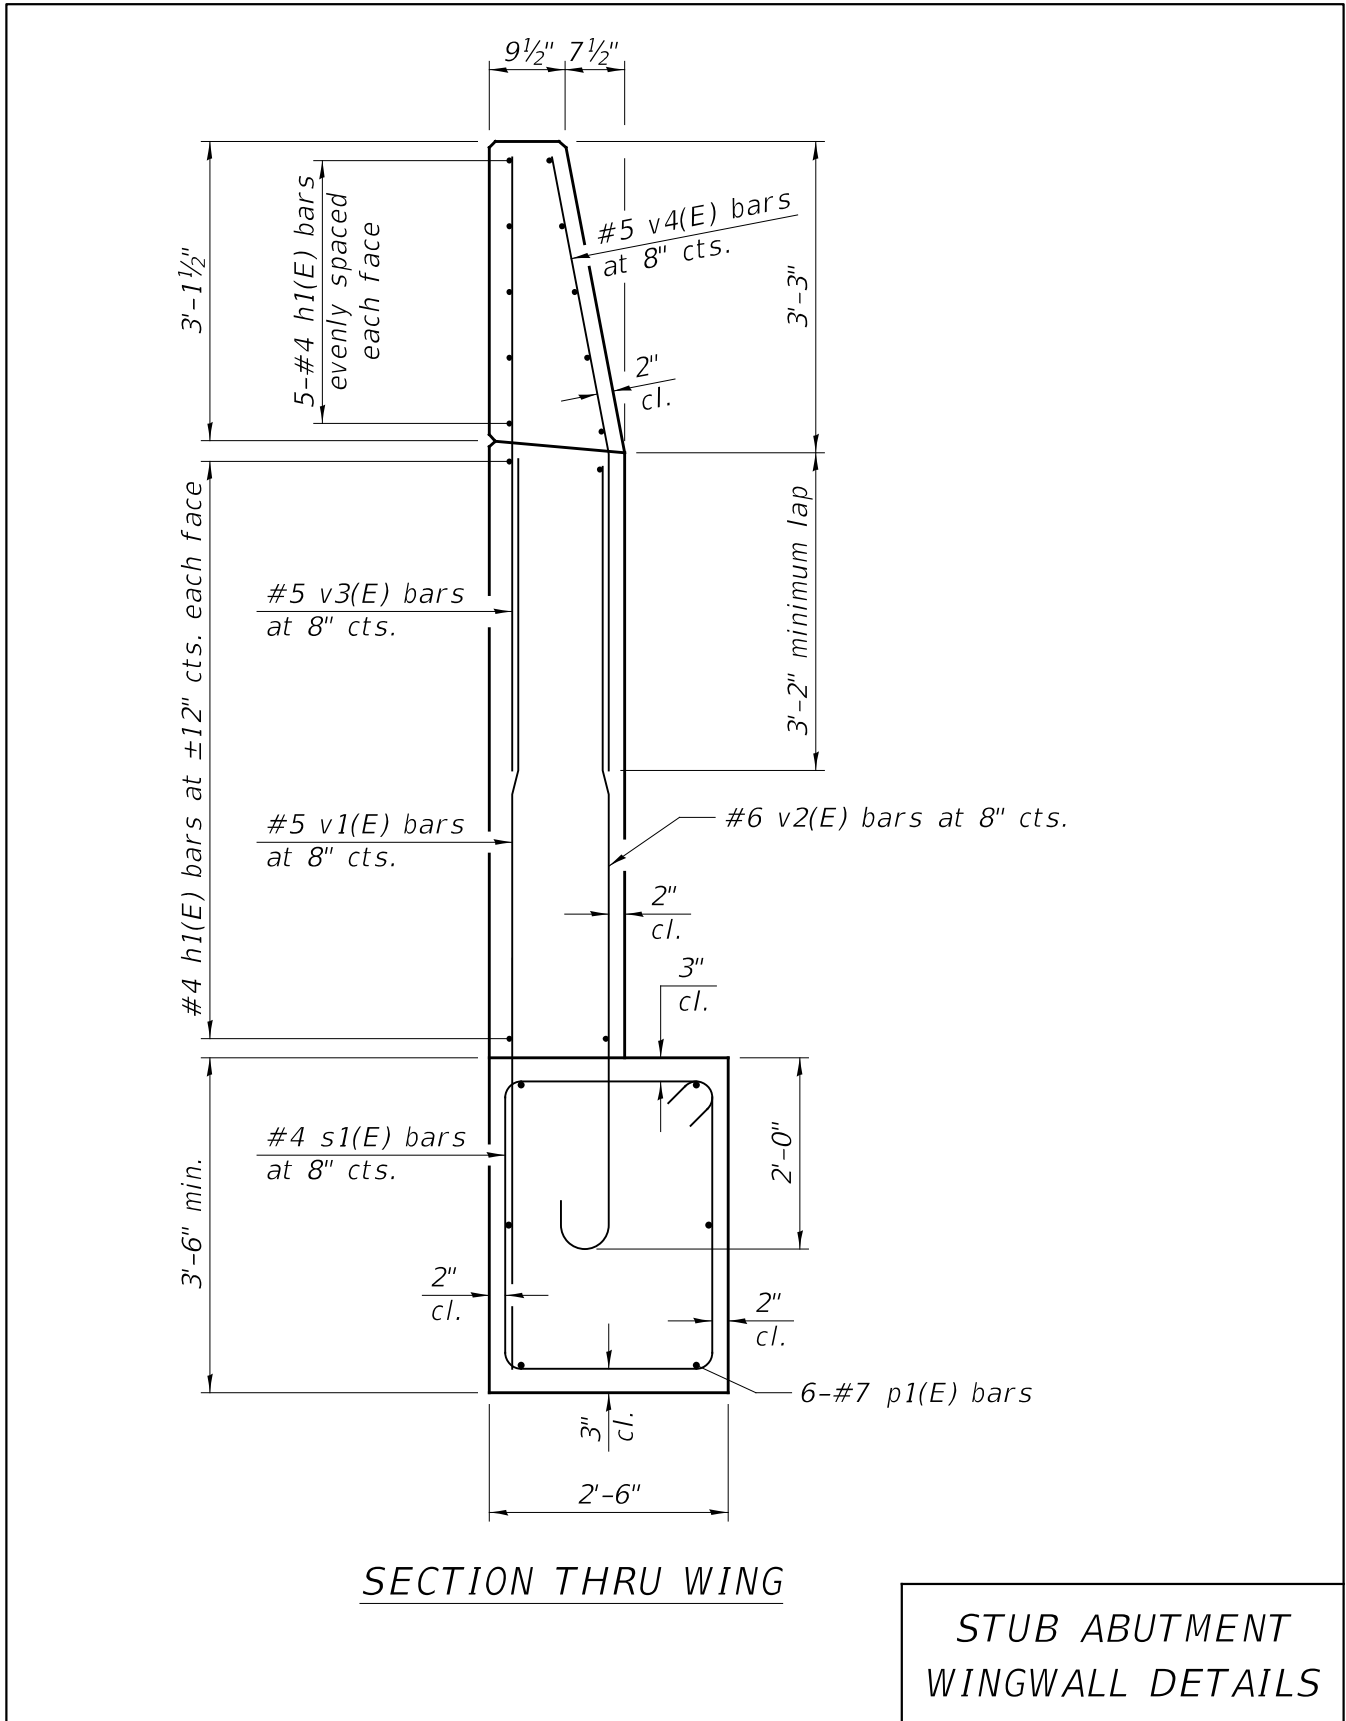 9½" 7½"
3'-1½"
5-#4 h1(E) bars
evenly spaced
each face
#5 v4(E) bars
at 8" cts.
3'-3"
2"
cl.
#4 h1(E) bars at ±12" cts. each face
3'-2" minimum lap
#5 v3(E) bars
at 8" cts.
#5 v1(E) bars
at 8" cts.
#6 v2(E) bars at 8" cts.
2"
cl.
3"
cl.
3'-6" min.
#4 s1(E) bars
at 8" cts.
2'-0"
2"
cl.
2"
cl.
6-#7 p1(E) bars
3"
cl.
2'-6"
SECTION THRU WING
STUB ABUTMENT
WINGWALL DETAILS